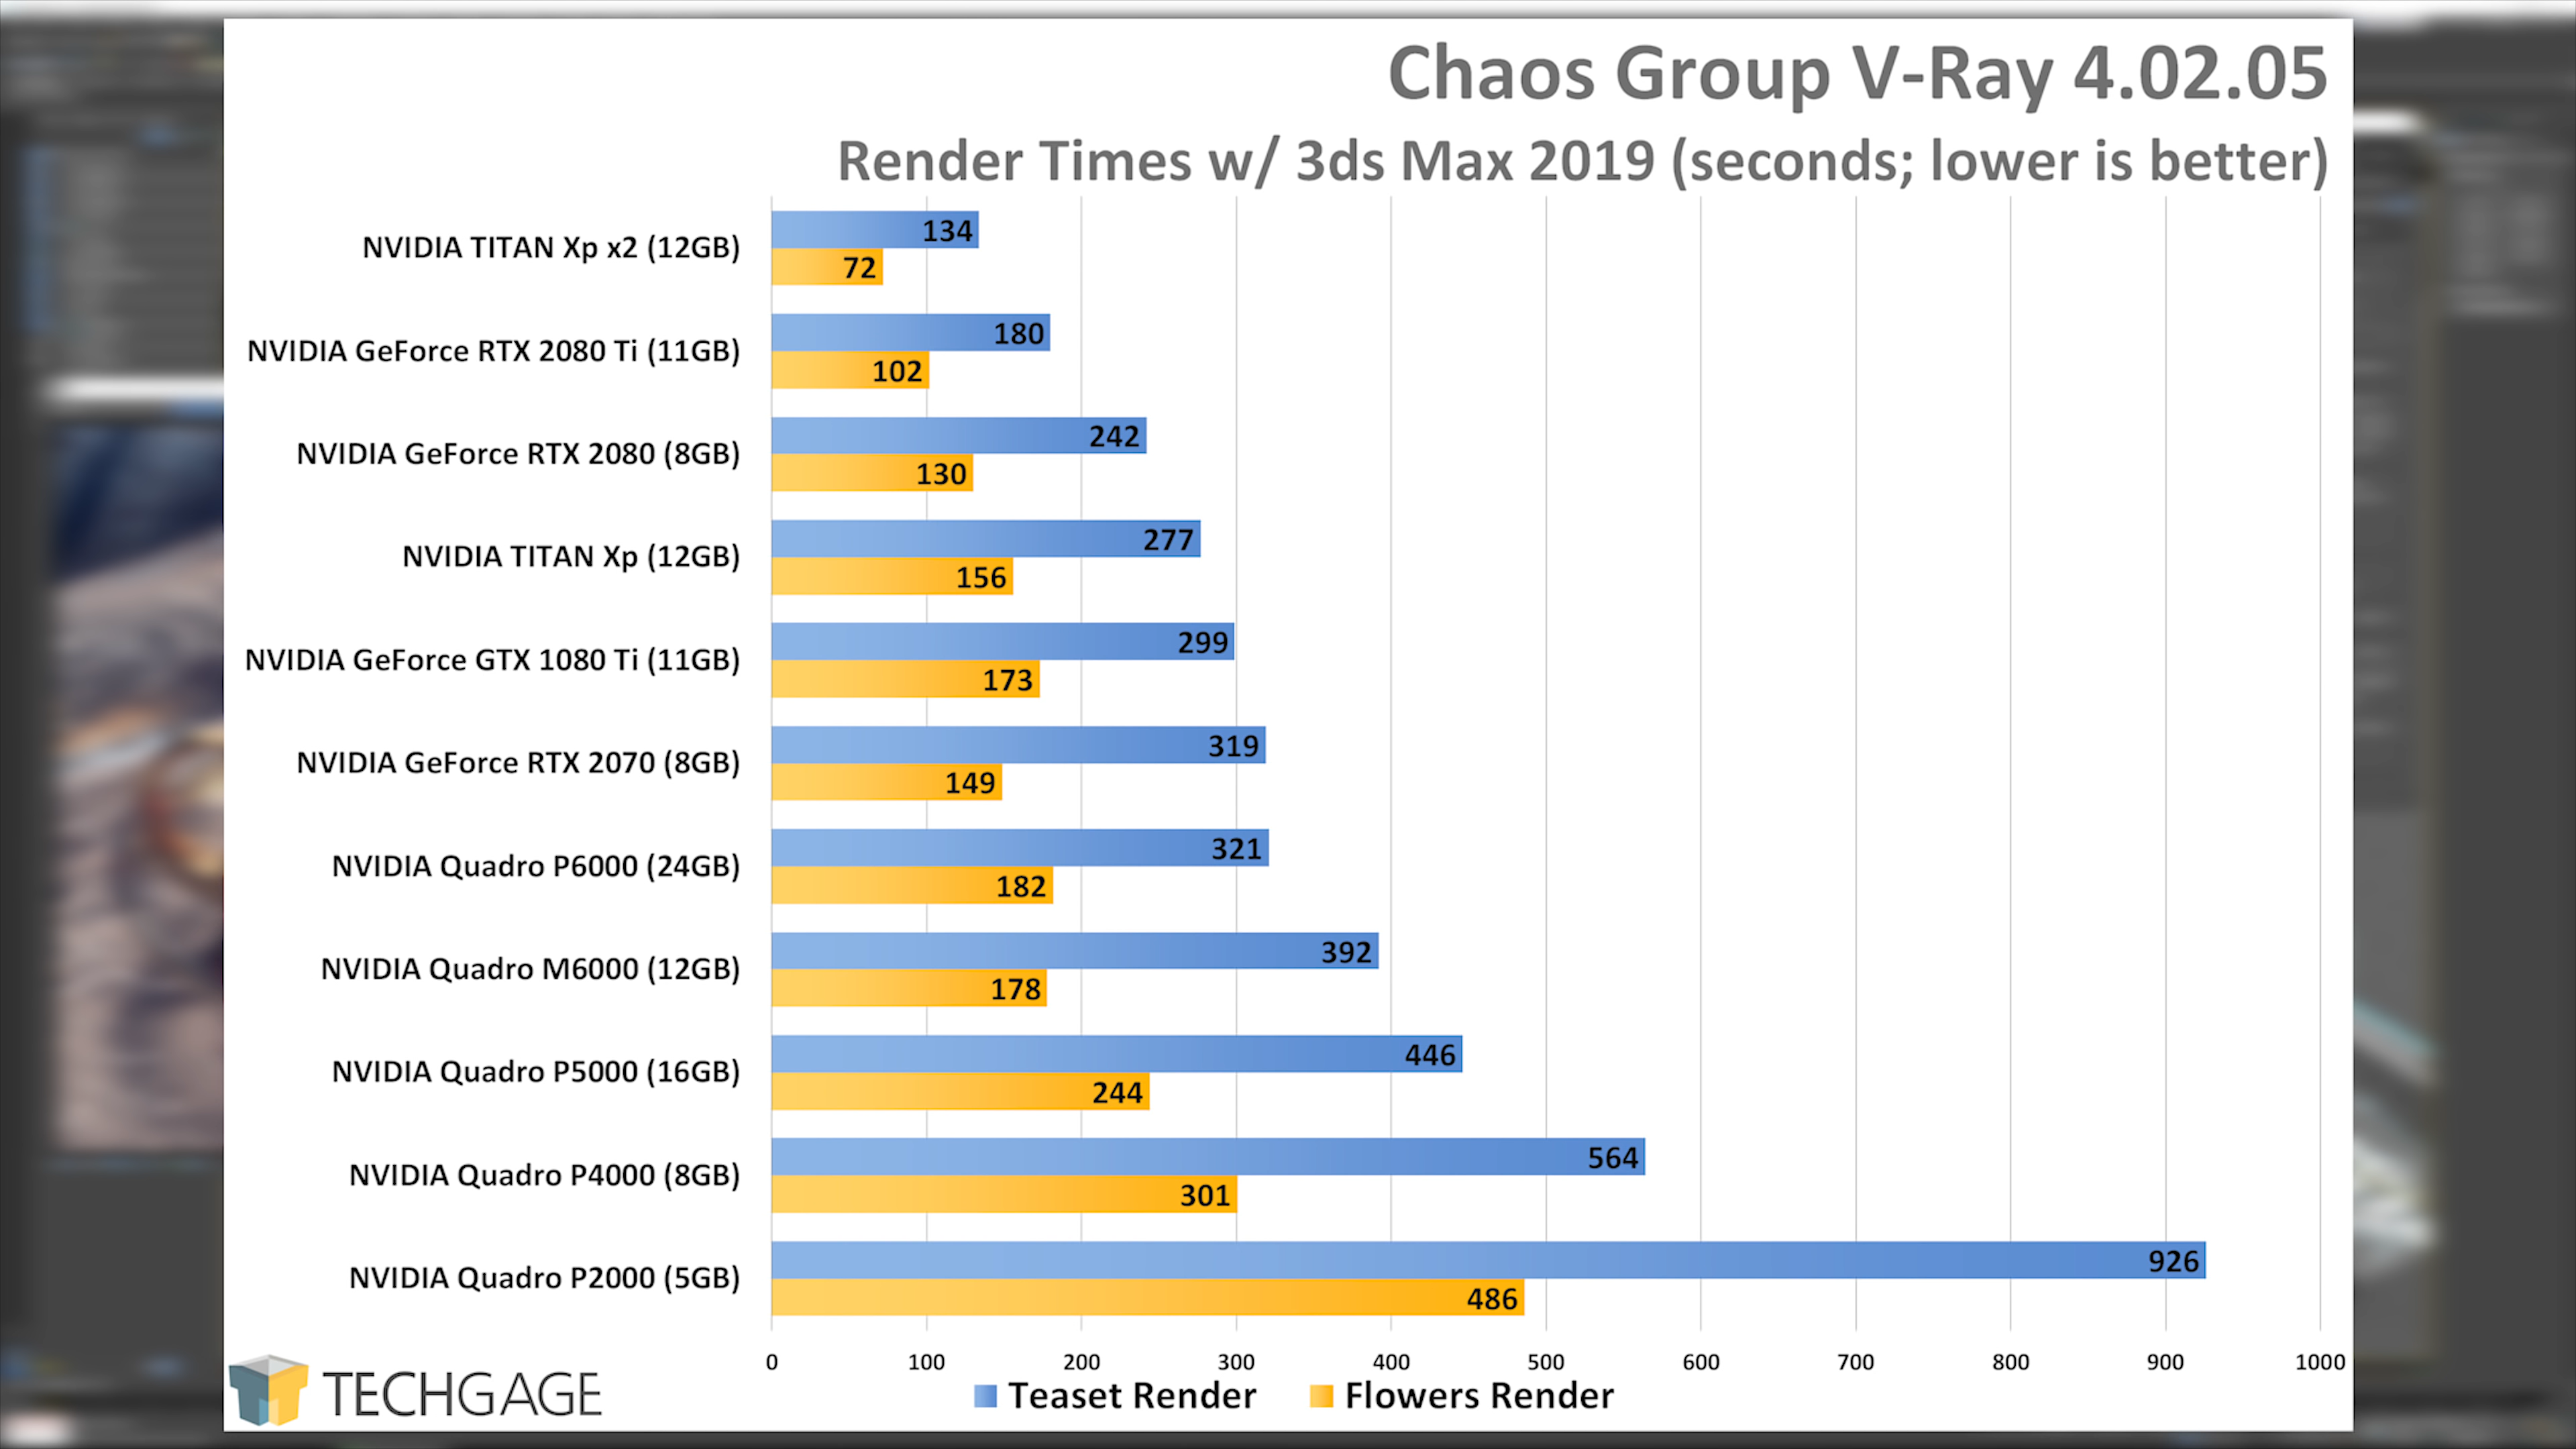 Chaos Group V-Ray 4.02.05
Render Times w/ 3ds Max 2019 (seconds; lower is better)
NVIDIA TITAN Xp x2 (12GB)
134
72
NVIDIA GeForce RTX 2080 Ti (11GB)
180
102
NVIDIA GeForce RTX 2080 (8GB)
242
130
NVIDIA TITAN Xp (12GB)
277
156
NVIDIA GeForce GTX 1080 Ti (11GB)
299
173
NVIDIA GeForce RTX 2070 (8GB)
319
149
NVIDIA Quadro P6000 (24GB)
321
182
NVIDIA Quadro M6000 (12GB)
392
178
NVIDIA Quadro P5000 (16GB)
446
244
NVIDIA Quadro P4000 (8GB)
564
301
NVIDIA Quadro P2000 (5GB)
926
486
0 100 200 300 400 500 600 700 800 900 1000
Teaset Render Flowers Render
TECHGAGE